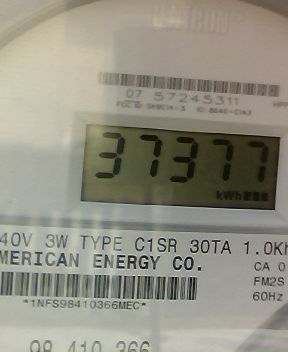 07 57245311
37377
kWh
40V 3W TYPE C1SR 30TA 1.0Kh
MERICAN ENERGY CO.
CA 0
FM2S
60Hz
*1NFS98410366MEC*
98 410 366